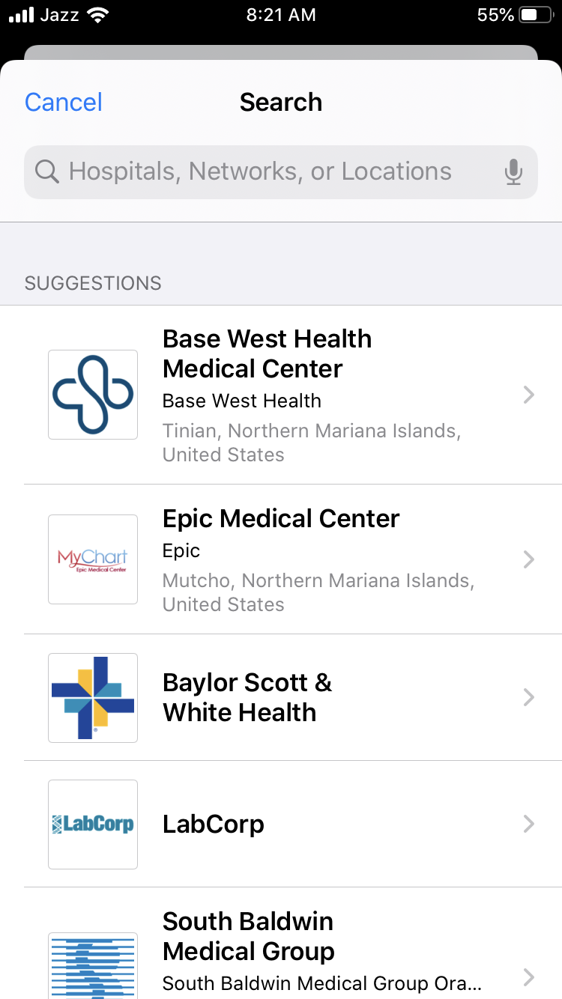 Jazz 8:21 AM 55%
Cancel Search
Hospitals, Networks, or Locations
SUGGESTIONS
Base West Health
Medical Center
Base West Health
Tinian, Northern Mariana Islands,
United States
MyChart
Epic Medical Center
Epic Medical Center
Epic
Mutcho, Northern Mariana Islands,
United States
Baylor Scott &
White Health
®
LabCorp
LabCorp
South Baldwin
Medical Group
South Baldwin Medical Group Ora...